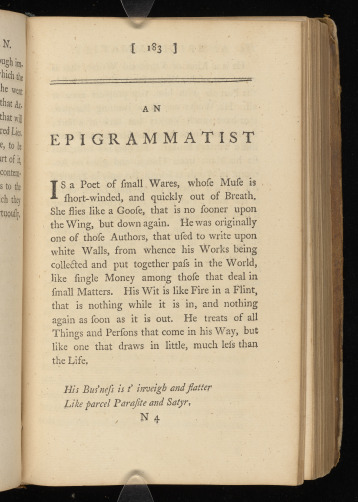 [ 183 ]
AN
EPIGRAMMATIST
IS a Poet of ſmall Wares, whoſe Muſe is
ſhort-winded, and quickly out of Breath.
She flies like a Gooſe, that is no ſooner upon
the Wing, but down again. He was originally
one of thoſe Authors, that uſed to write upon
white Walls, from whence his Works being
collected and put together paſs in the World,
like ſingle Money among thoſe that deal in
ſmall Matters. His Wit is like Fire in a Flint,
that is nothing while it is in, and nothing
again as ſoon as it is out. He treats of all
Things and Perſons that come in his Way, but
like one that draws in little, much leſs than
the Life,
His Bus'neſs is t' inveigh and flatter
Like parcel Paraſite and Satyr.
N 4